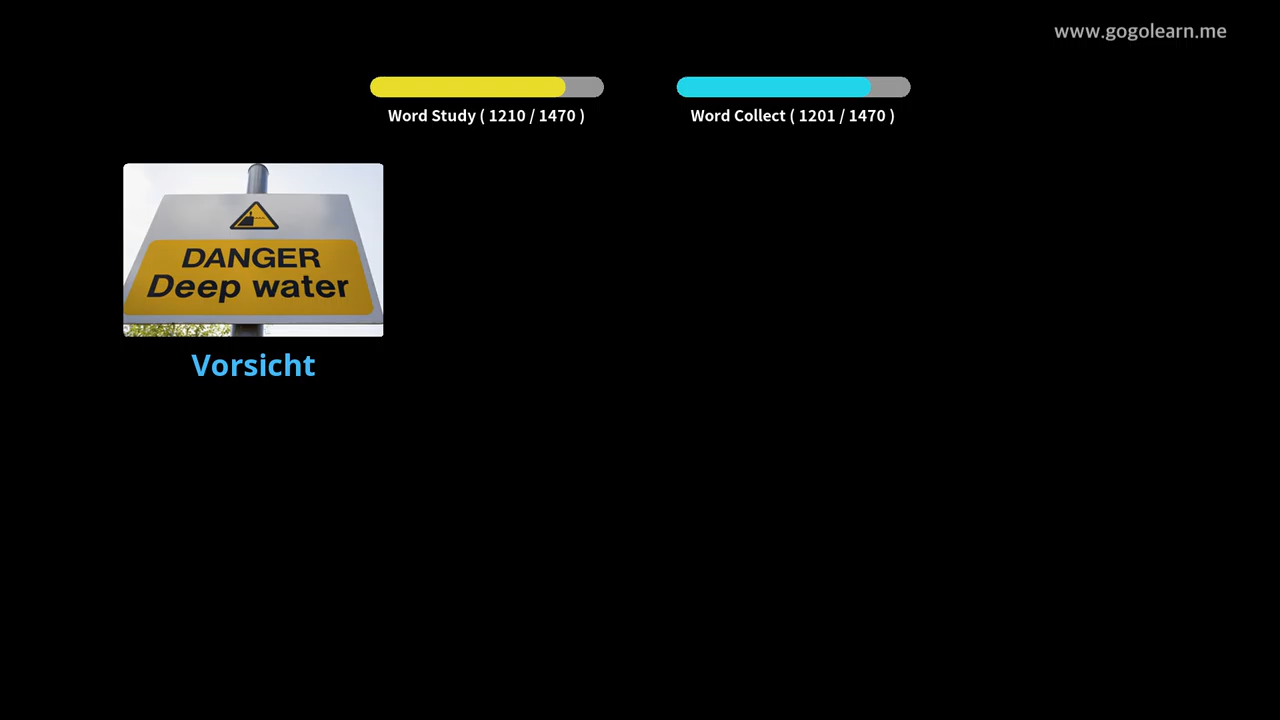 www.gogolearn.me
Word Study ( 1210 / 1470 )
Word Collect ( 1201 / 1470 )
DANGER
Deep water
Vorsicht